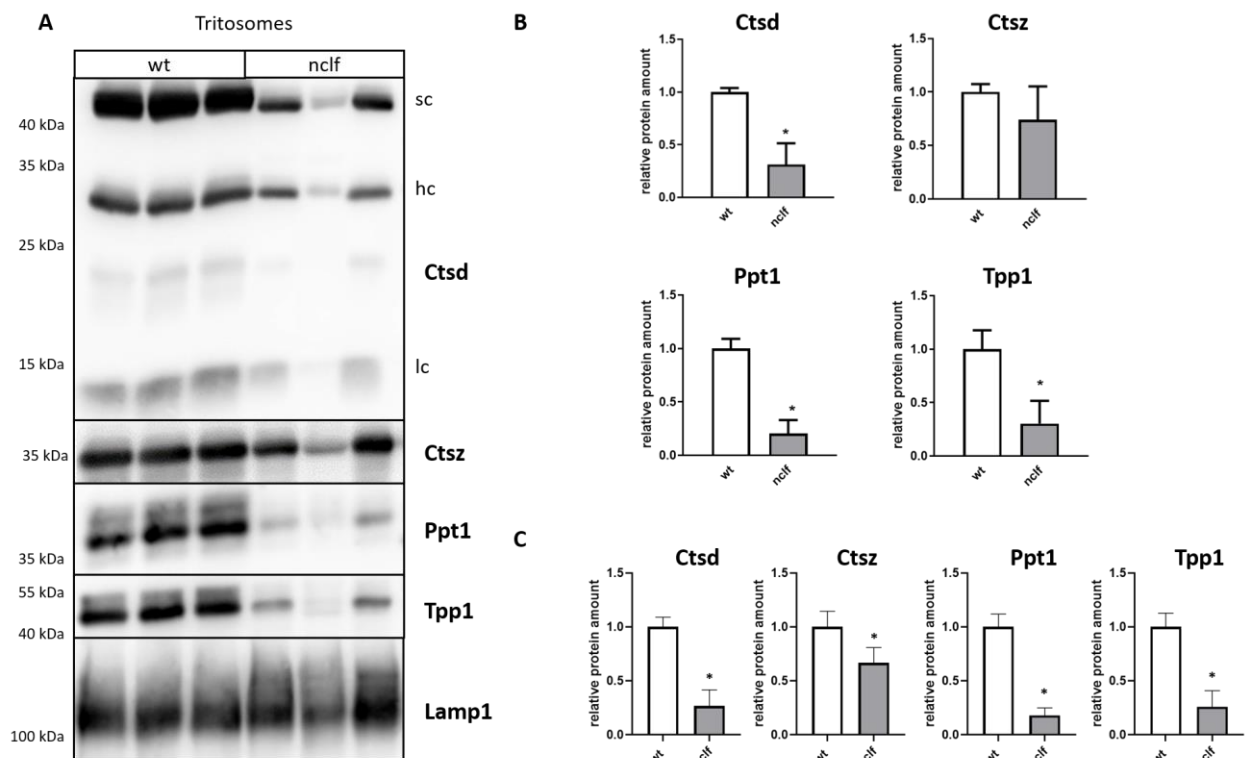 A
Tritosomes
wt nclf
sc
40 kDa
35 kDa
hc
25 kDa
Ctsd
15 kDa
lc
35 kDa
Ctsz
Ppt1
35 kDa
55 kDa
Tpp1
40 kDa
Lamp1
100 kDa
B
Ctsd
relative protein amount
1.5
1.0
0.5
0.0
*
wt
nclf
Ctsz
relative protein amount
1.5
1.0
0.5
0.0
wt
nclf
Ppt1
relative protein amount
1.5
1.0
0.5
0.0
*
wt
nclf
Tpp1
relative protein amount
1.5
1.0
0.5
0.0
*
wt
nclf
C
Ctsd
relative protein amount
1.5
1.0
0.5
0.0
*
wt
Ctsz
relative protein amount
1.5
1.0
0.5
0.0
*
wt
Ppt1
relative protein amount
1.5
1.0
0.5
0.0
*
wt
Tpp1
relative protein amount
1.5
1.0
0.5
0.0
*
wt